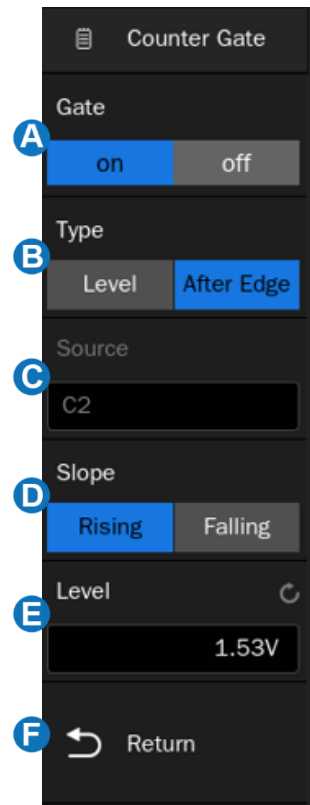 Counter Gate
Gate
A
on off
Type
B
Level After Edge
Source
C
C2
Slope
D
Rising Falling
Level
E
1.53V
F
Return